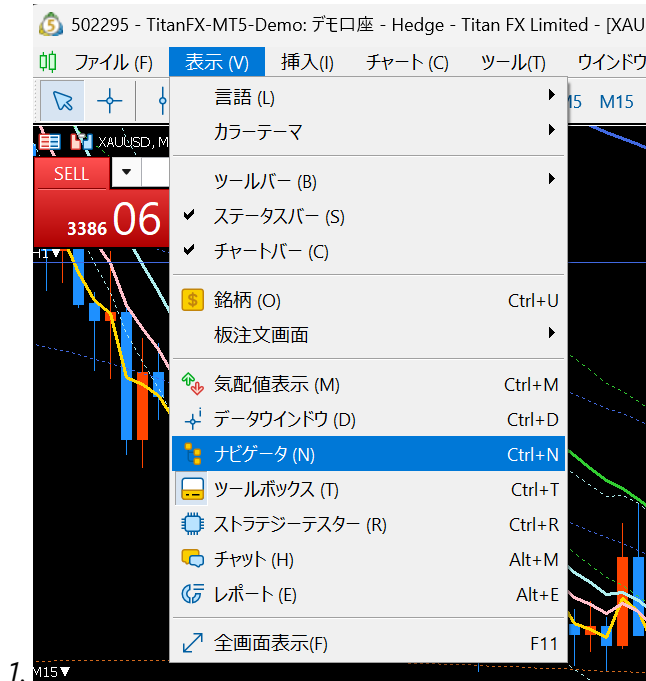 502295 - TitanFX-MT5-Demo: デモ口座 - Hedge - Titan FX Limited - [XAU
ファイル (F) 表示 (V) 挿入(I) チャート (C) ツール(T) ウインドウ
M15
XAUUSD, M
SELL
3386 06
H1▼
言語 (L)
カラーテーマ
ツールバー (B)
ステータスバー (S)
チャートバー (C)
銘柄 (O) Ctrl+U
板注文画面
気配値表示 (M) Ctrl+M
データウインドウ (D) Ctrl+D
ナビゲータ (N) Ctrl+N
ツールボックス (T) Ctrl+T
ストラテジーテスター (R) Ctrl+R
チャット (H) Alt+M
レポート (E) Alt+E
全画面表示(F) F11
1. M15▼